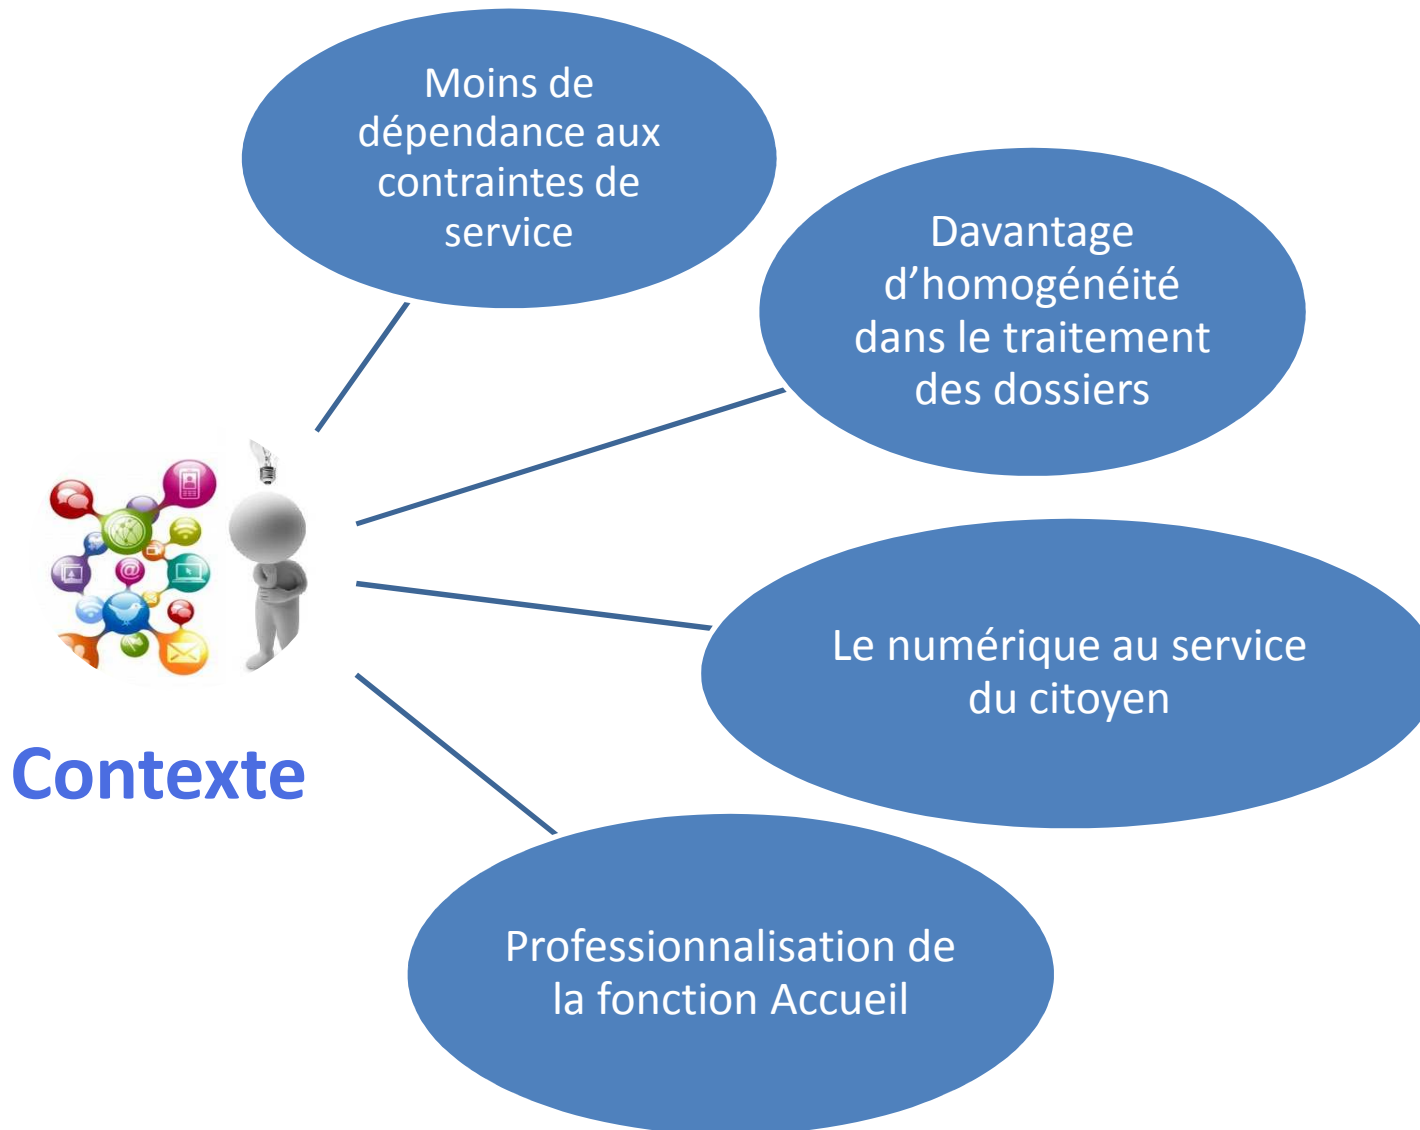 Moins de
dépendance aux
contraintes de
service
Davantage
d’homogénéité
dans le traitement
des dossiers
Le numérique au service
du citoyen
Contexte
Professionnalisation de
la fonction Accueil